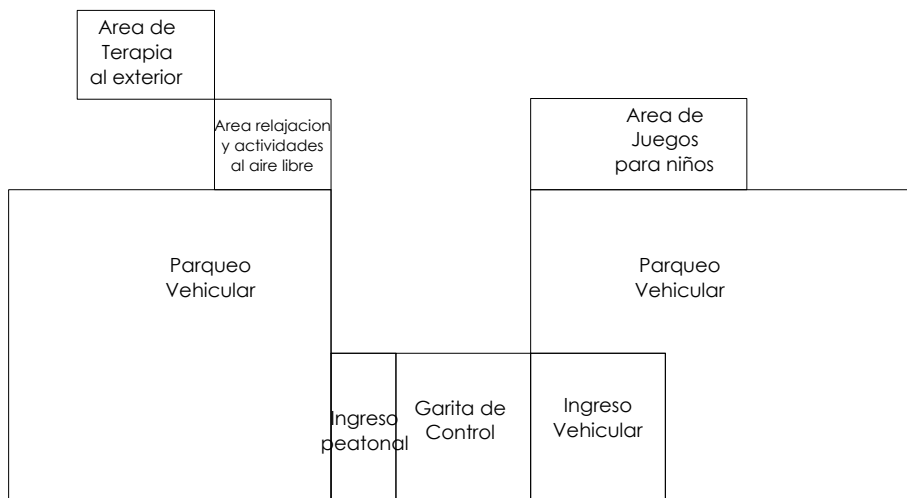 Area de
Terapia
al exterior
Area relajacion
y actividades
al aire libre
Area de
Juegos
para niños
Parqueo
Vehicular
Parqueo
Vehicular
Ingreso
peatonal
Garita de
Control
Ingreso
Vehicular